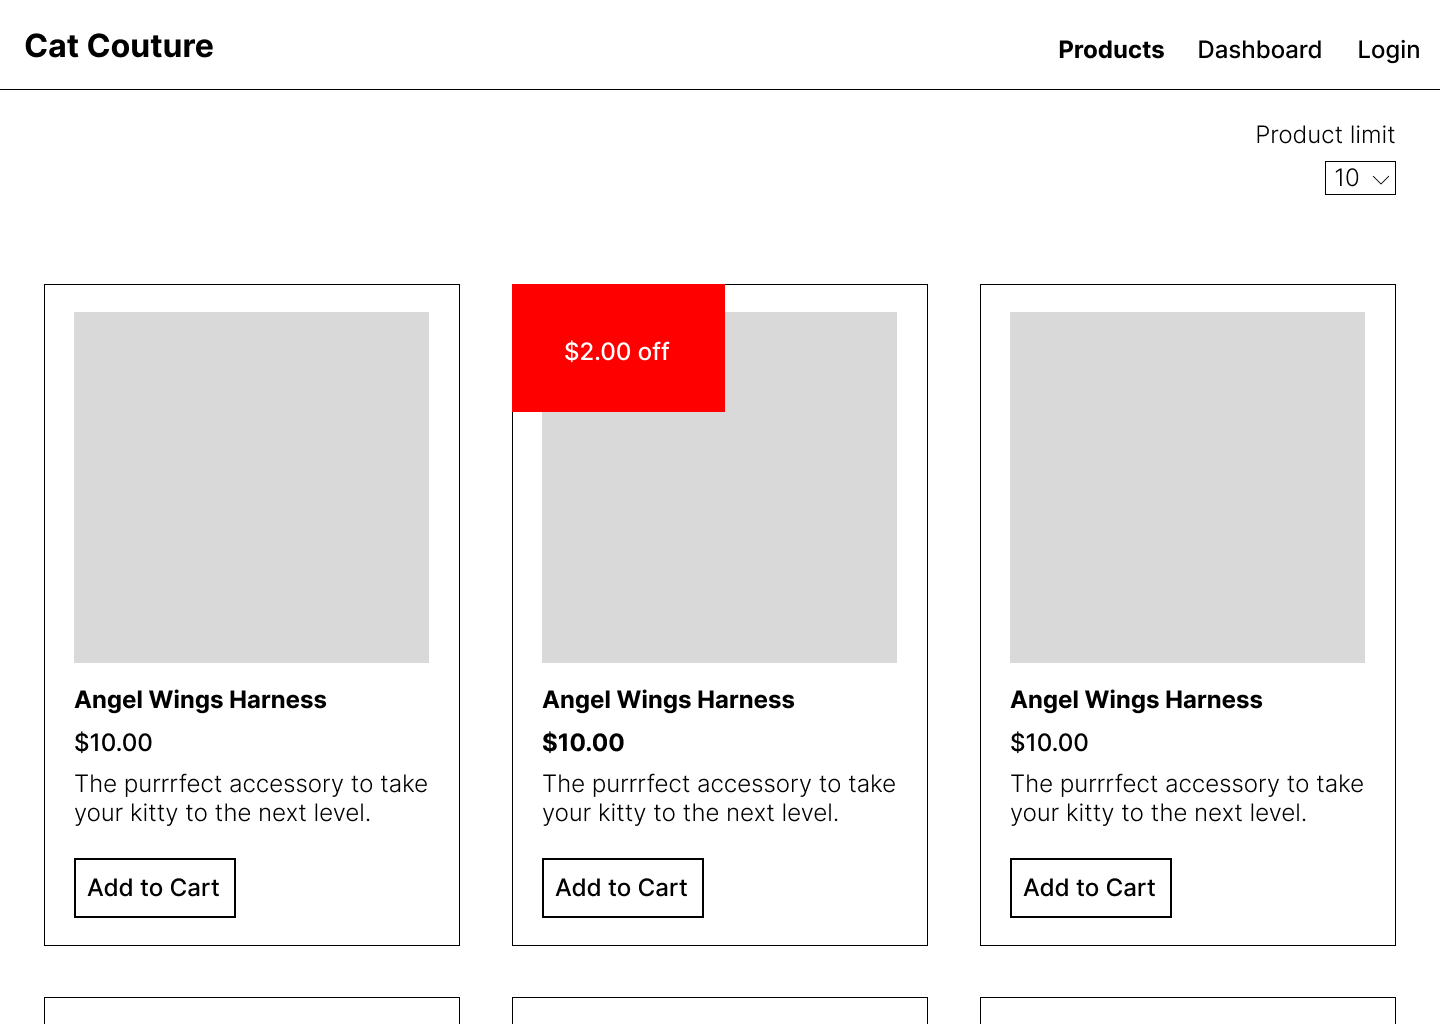 Cat Couture
Products Dashboard Login
Product limit
10
$2.00 off
Angel Wings Harness
$10.00
The purrrfect accessory to take
your kitty to the next level.
Add to Cart
Angel Wings Harness
$10.00
The purrrfect accessory to take
your kitty to the next level.
Add to Cart
Angel Wings Harness
$10.00
The purrrfect accessory to take
your kitty to the next level.
Add to Cart